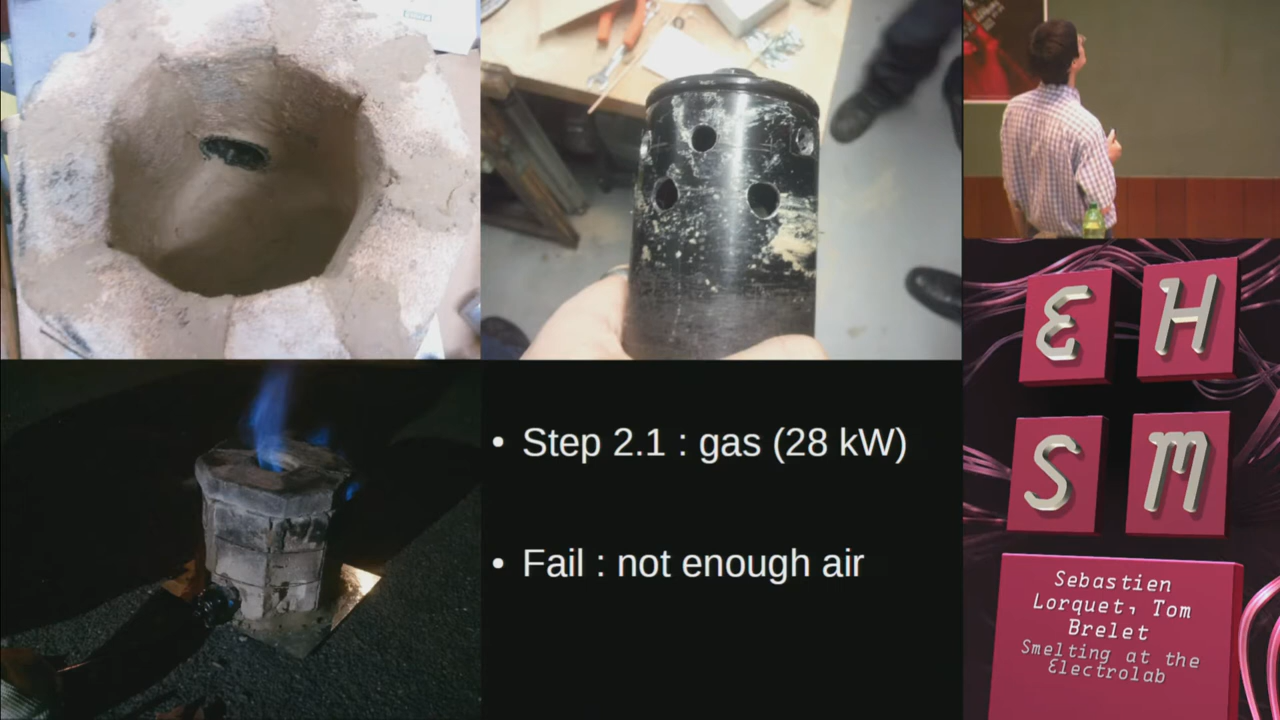 • Step 2.1 : gas (28 kW)
• Fail : not enough air
E H
S M
Sebastien
Lorquet, Tom
Brelet
Smelting at the
Electrolab